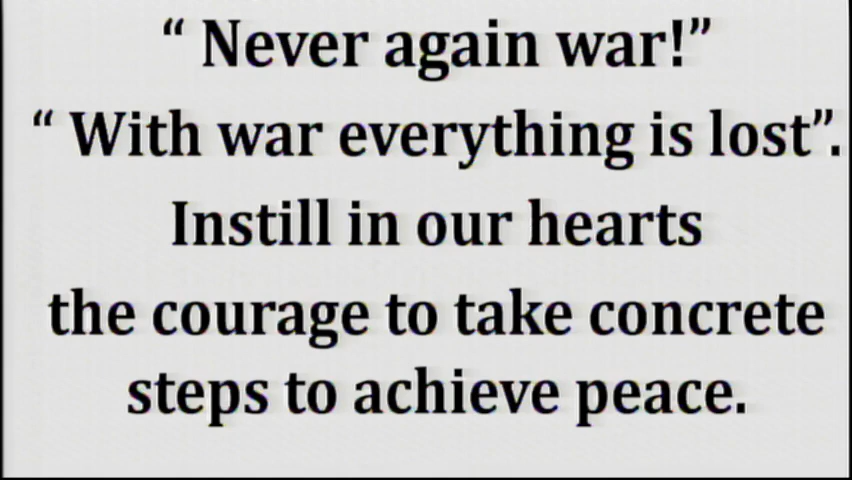 “ Never again war!”
“ With war everything is lost”.
Instill in our hearts
the courage to take concrete
steps to achieve peace.